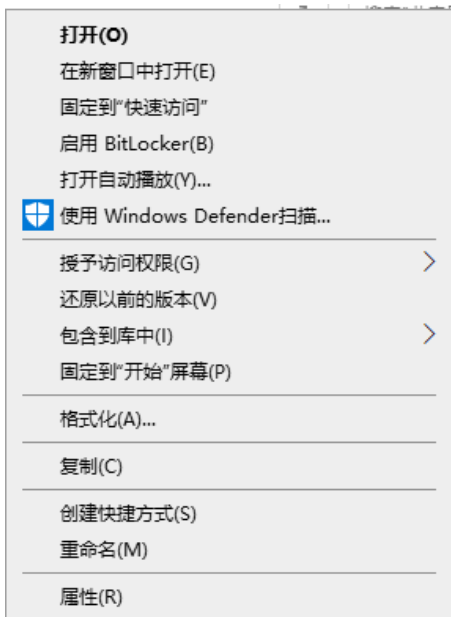 打开(O)
在新窗口中打开(E)
固定到"快速访问"
启用 BitLocker(B)
打开自动播放(Y)...
使用 Windows Defender扫描...
授予访问权限(G)
还原以前的版本(V)
包含到库中(I)
固定到"开始"屏幕(P)
格式化(A)...
复制(C)
创建快捷方式(S)
重命名(M)
属性(R)